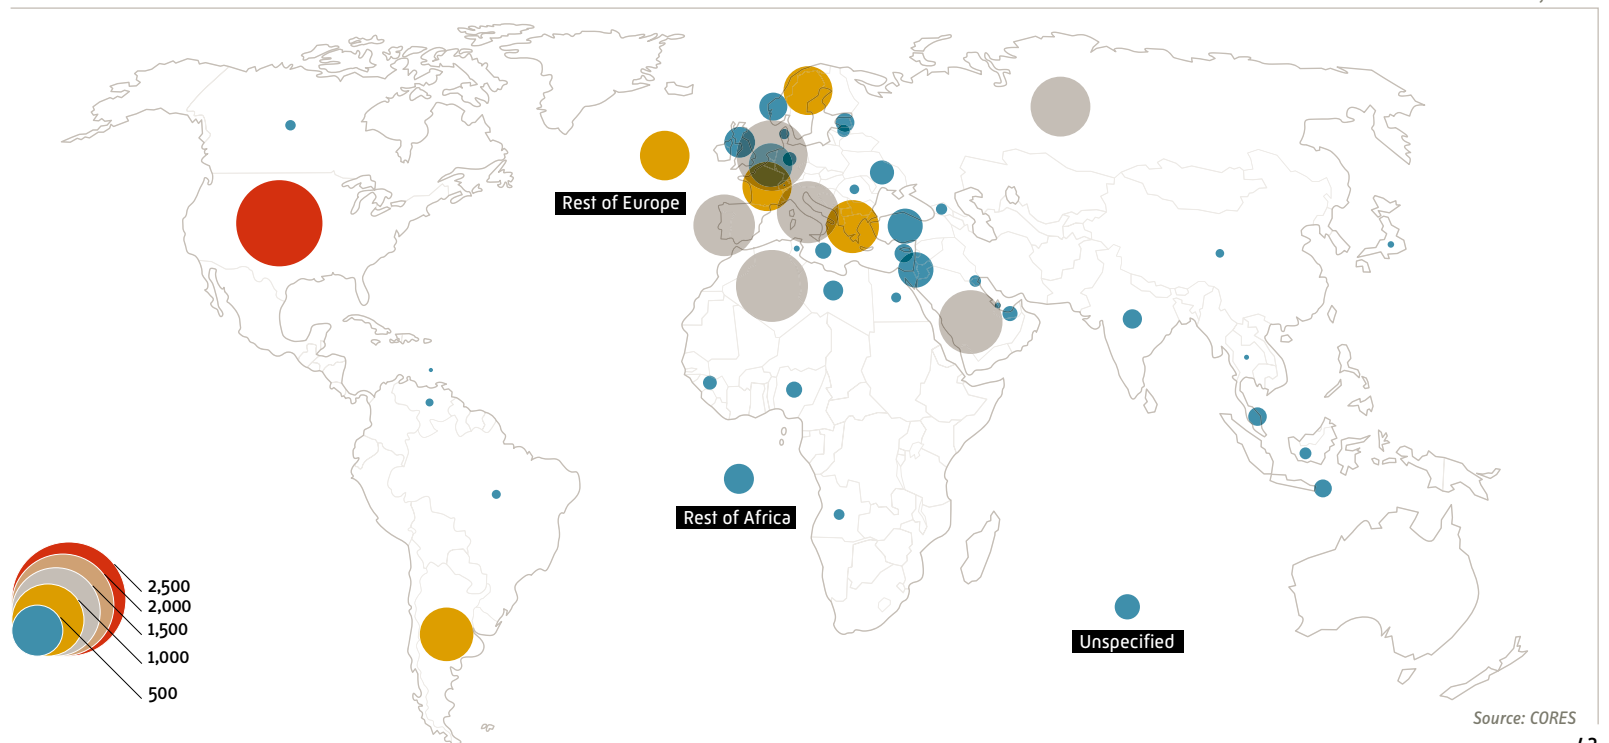 Rest of Europe
Rest of Africa
2,500
2,000
1,500
1,000
500
Unspecified
Source: CORES